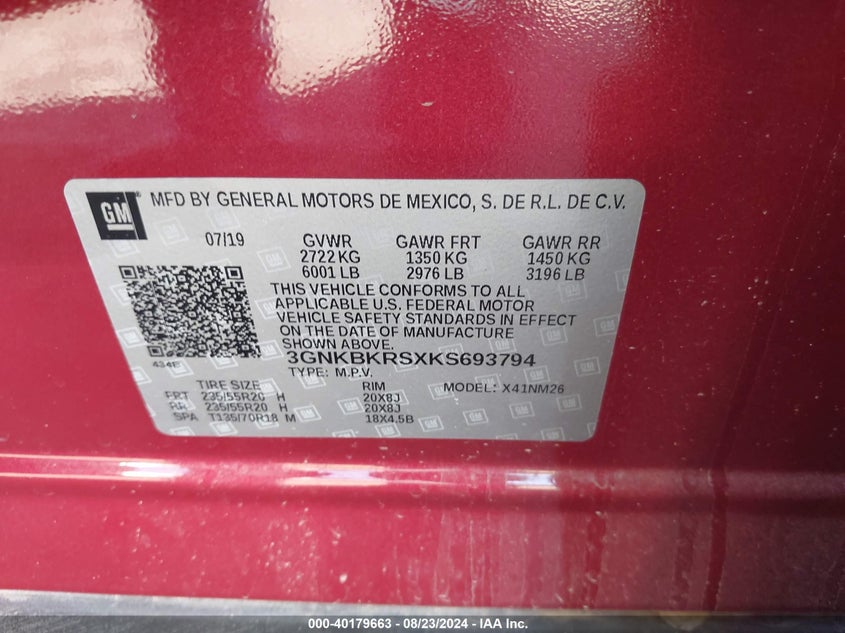 GM
MFD BY GENERAL MOTORS DE MEXICO, S. DE R.L. DE C.V.
07/19 GVWR GAWR FRT GAWR RR
2722 KG 1350 KG 1450 KG
6001 LB 2976 LB 3196 LB
THIS VEHICLE CONFORMS TO ALL
APPLICABLE U.S. FEDERAL MOTOR
VEHICLE SAFETY STANDARDS IN EFFECT
ON THE DATE OF MANUFACTURE
SHOWN ABOVE.
434B
3GNKBKRSXKS693794
TYPE: M.P.V. MODEL: X41NM26
TIRE SIZE RIM
FRT 235/55R20 H 20X8J
RR 235/55R20 H 20X8J
SPA T135/70R18 M 18X4.5B
000-40179663 - 08/23/2024 - IAA Inc.